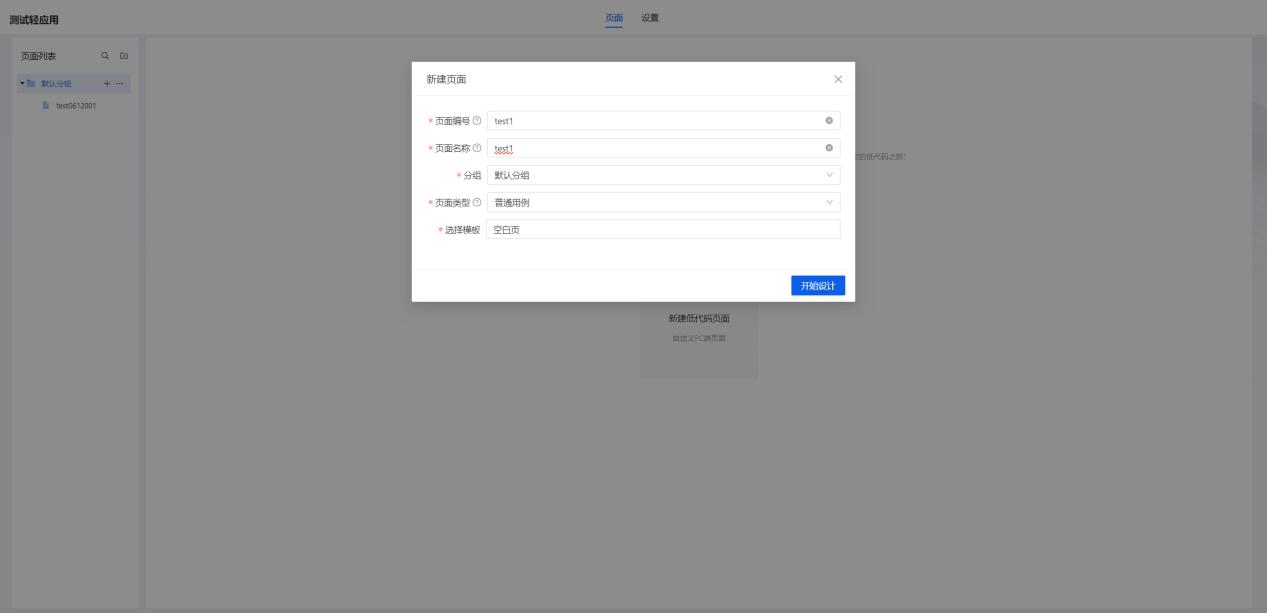 测试轻应用
页面 设置
页面列表
默认分组
test0612001
新建页面
* 页面编号 test1
* 页面名称 test1
* 分组 默认分组
* 页面类型 普通用例
* 选择模板 空白页
开始设计
的低代码之旅！
新建低代码页面
自定义PC端页面